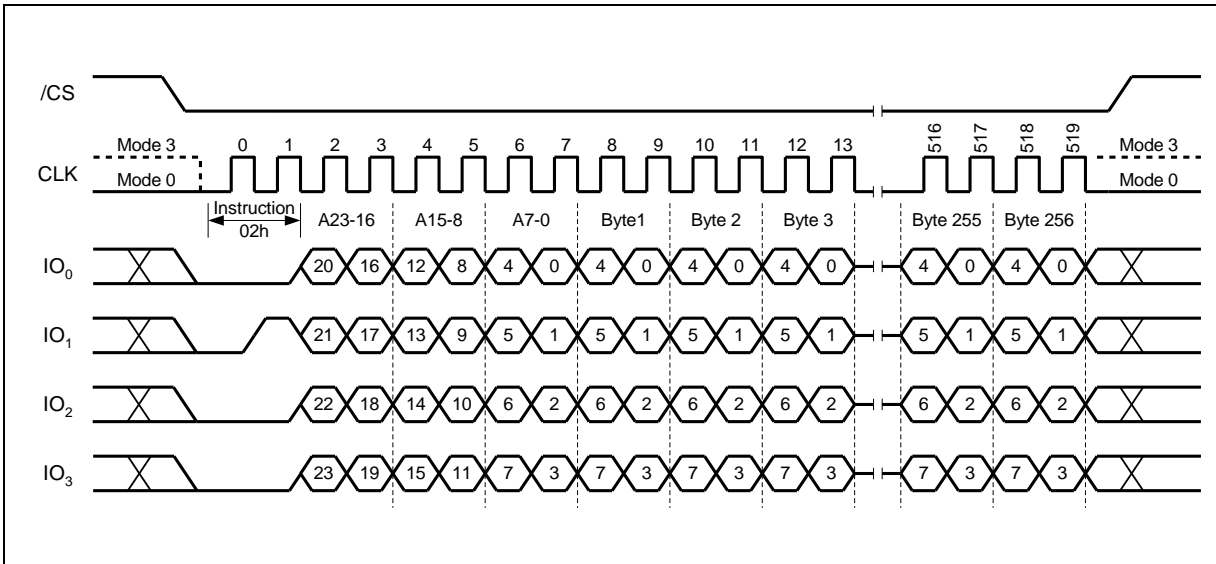 /CS
Mode 3 0 1 2 3 4 5 6 7 8 9 10 11 12 13 516 517 518 519 Mode 3
CLK
Mode 0 Mode 0
Instruction
02h
A23-16 A15-8 A7-0 Byte1 Byte 2 Byte 3 Byte 255 Byte 256
IO0 20 16 12 8 4 0 4 0 4 0 4 0 4 0 4 0
IO1 21 17 13 9 5 1 5 1 5 1 5 1 5 1 5 1
IO2 22 18 14 10 6 2 6 2 6 2 6 2 6 2 6 2
IO3 23 19 15 11 7 3 7 3 7 3 7 3 7 3 7 3